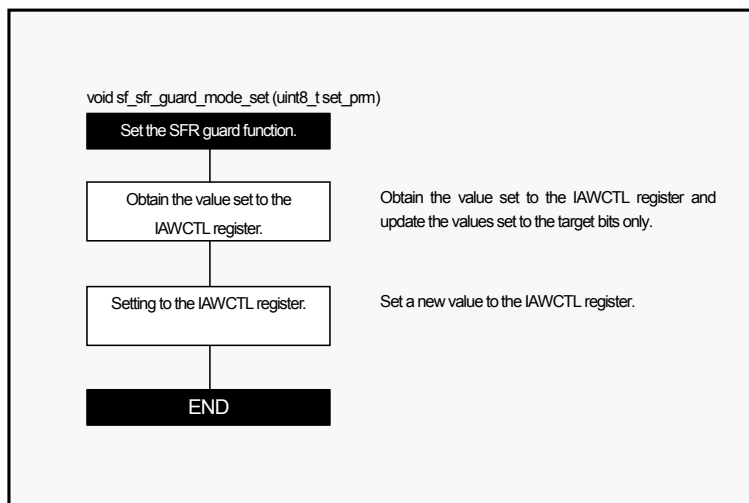 void sf_sfr_guard_mode_set (uint8_t set_prm)
Set the SFR guard function.
Obtain the value set to the
IAWCTL register.
Obtain the value set to the IAWCTL register and
update the values set to the target bits only.
Setting to the IAWCTL register.
Set a new value to the IAWCTL register.
END